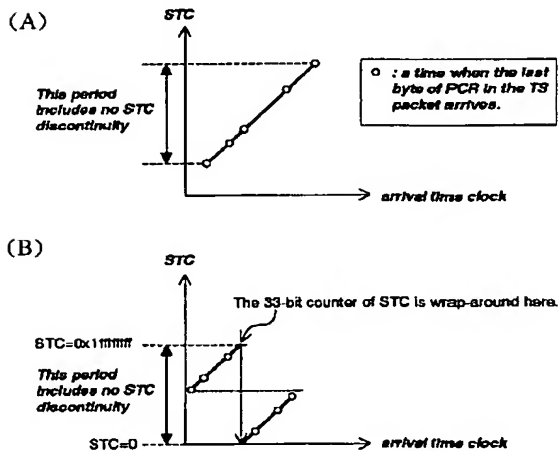 (A)
STC
This period
includes no STC
discontinuity
o : a time when the last
byte of PCR in the TS
packet arrives.
arrival time clock
(B)
STC
The 33-bit counter of STC is wrap-around here.
STC=0x1ffffffff
This period
includes no STC
discontinuity
STC=0
arrival time clock